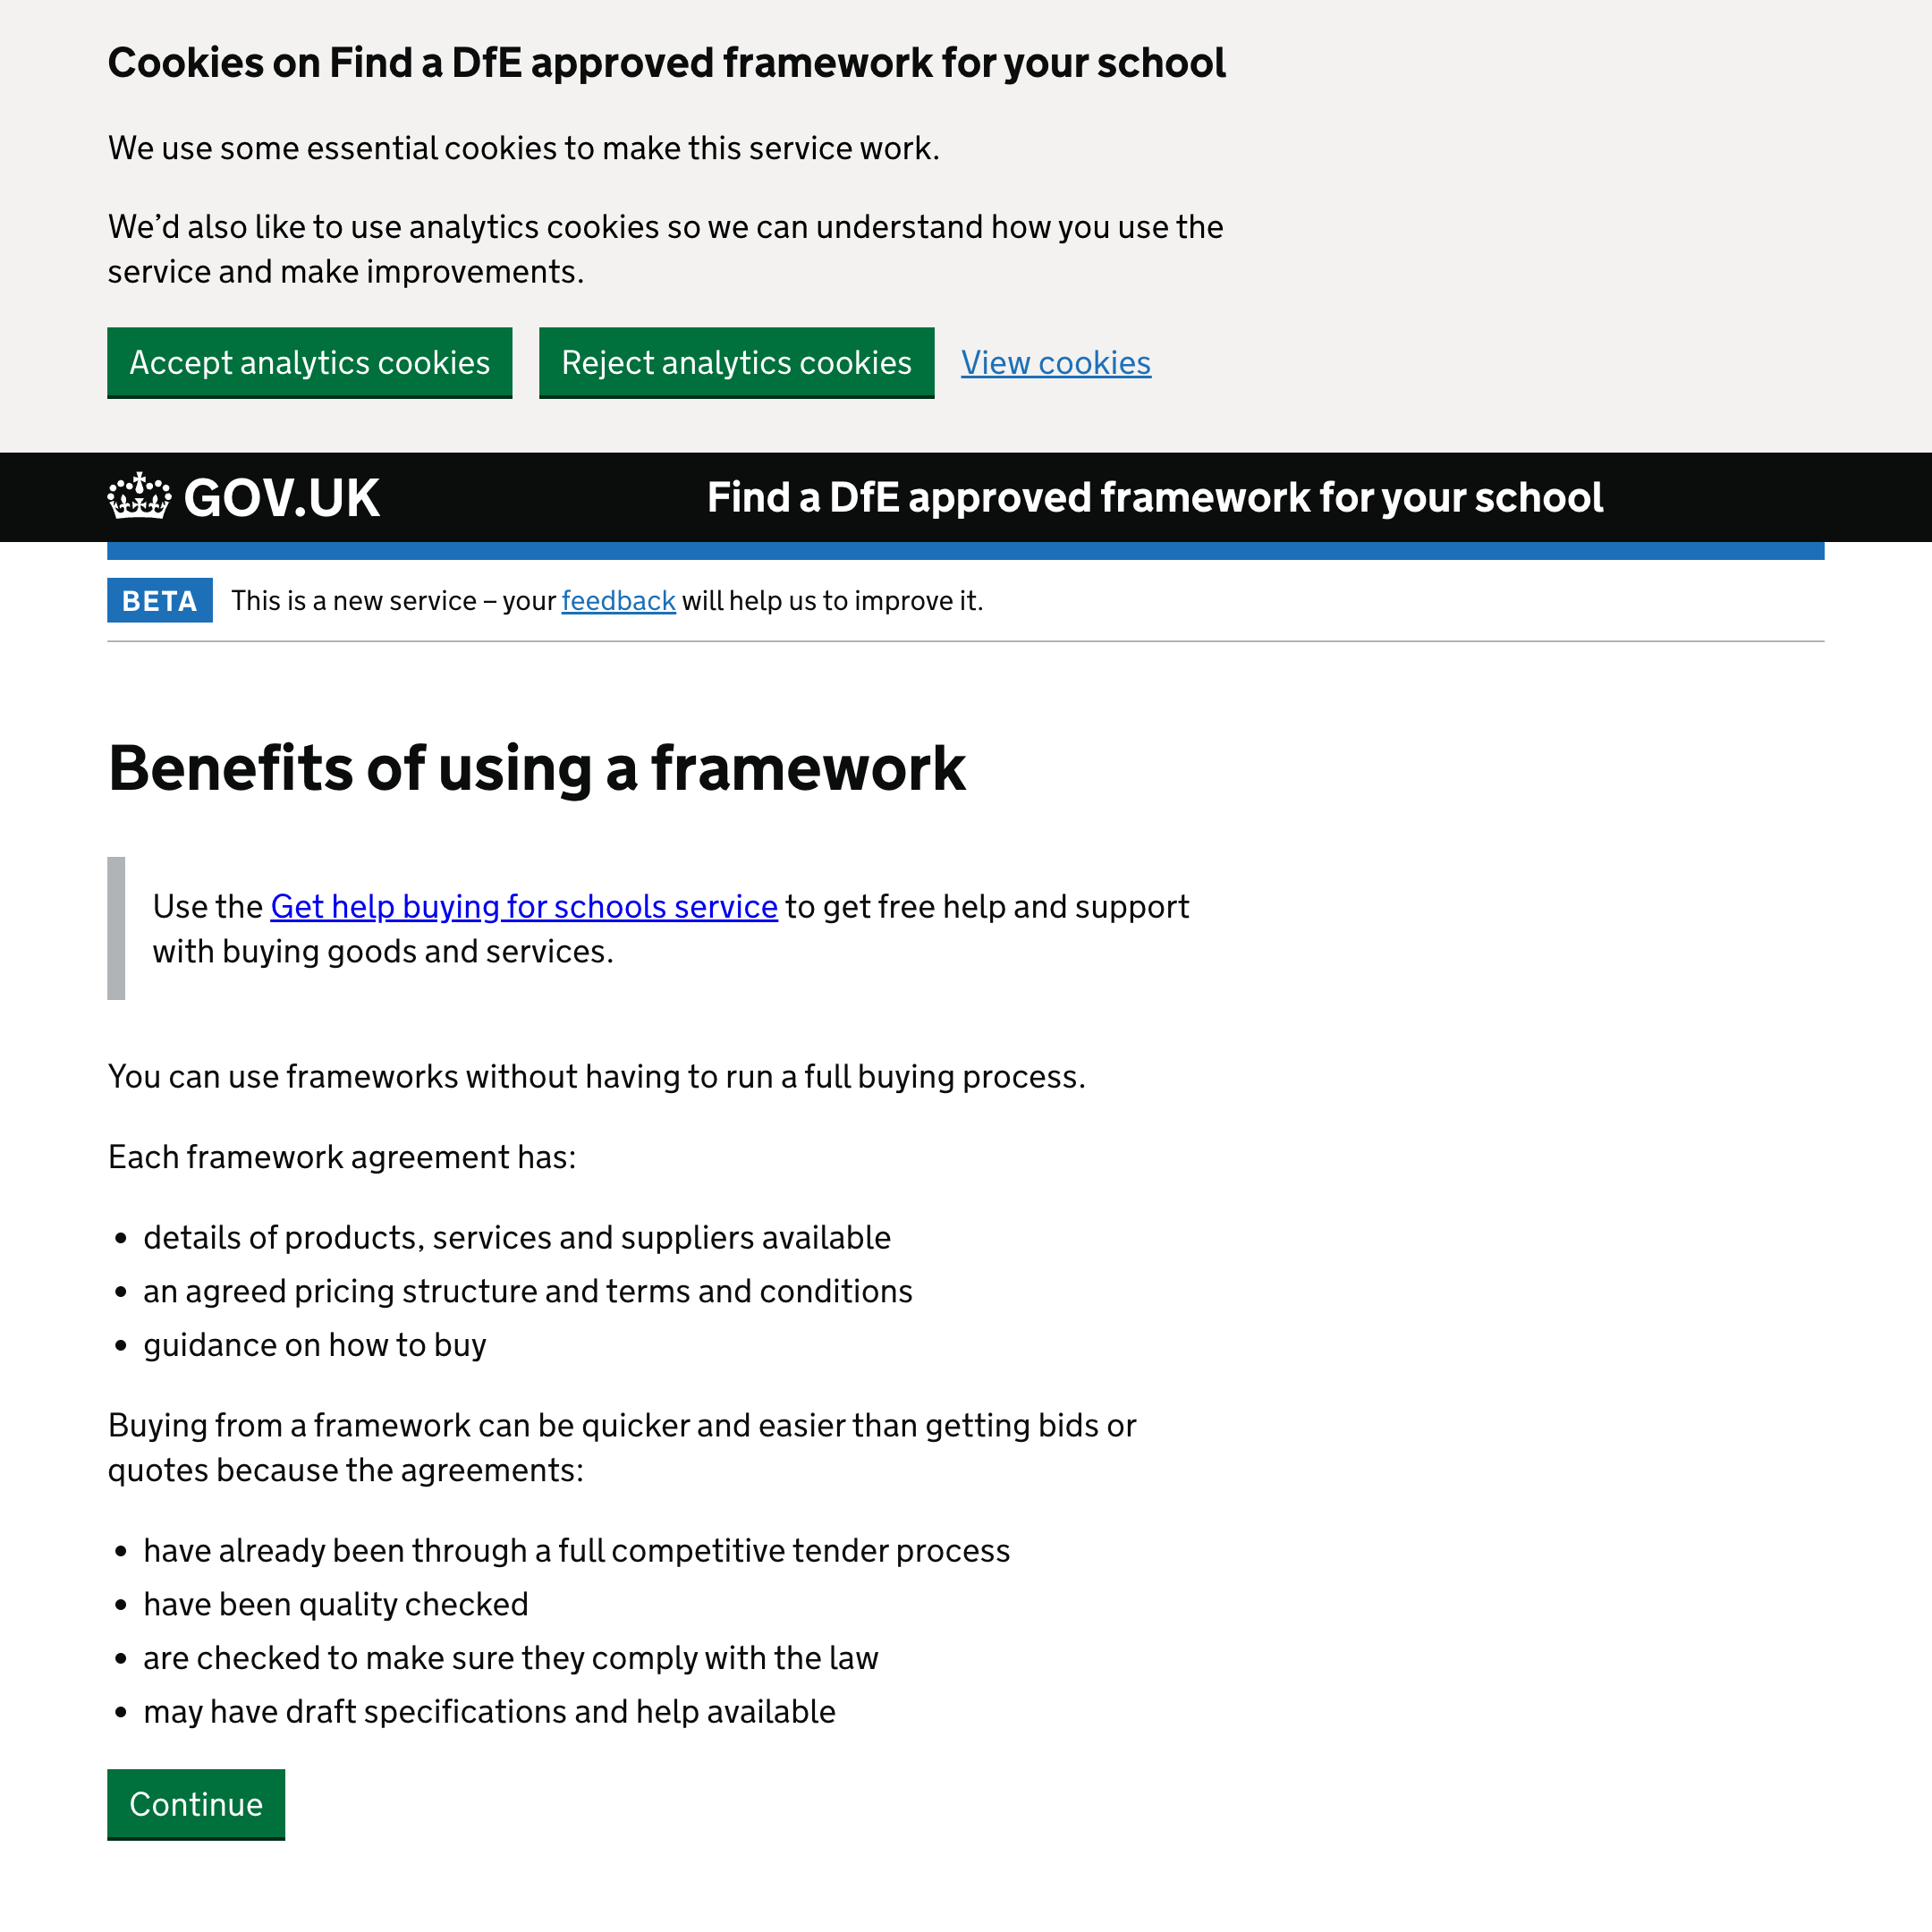 Cookies on Find a DfE approved framework for your school
We use some essential cookies to make this service work.
We’d also like to use analytics cookies so we can understand how you use the
service and make improvements.
Accept analytics cookies
Reject analytics cookies
View cookies
GOV.UK
Find a DfE approved framework for your school
BETA
This is a new service – your feedback will help us to improve it.
Benefits of using a framework
Use the Get help buying for schools service to get free help and support
with buying goods and services.
You can use frameworks without having to run a full buying process.
Each framework agreement has:
• details of products, services and suppliers available
• an agreed pricing structure and terms and conditions
• guidance on how to buy
Buying from a framework can be quicker and easier than getting bids or
quotes because the agreements:
• have already been through a full competitive tender process
• have been quality checked
• are checked to make sure they comply with the law
• may have draft specifications and help available
Continue